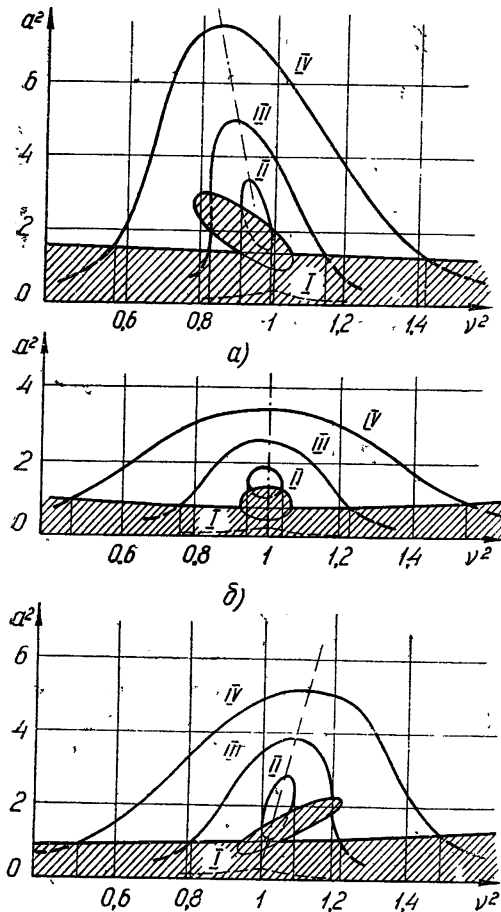 a²
6
4
2
0
IV
III
II
I
0,6 0,8 1 1,2 1,4 ν²
а)
a²
4
2
0
IV
III
II
I
0,6 0,8 1 1,2 1,4 ν²
б)
a²
6
4
2
0
IV
III
II
I
0,6 0,8 1 1,2 1,4 ν²